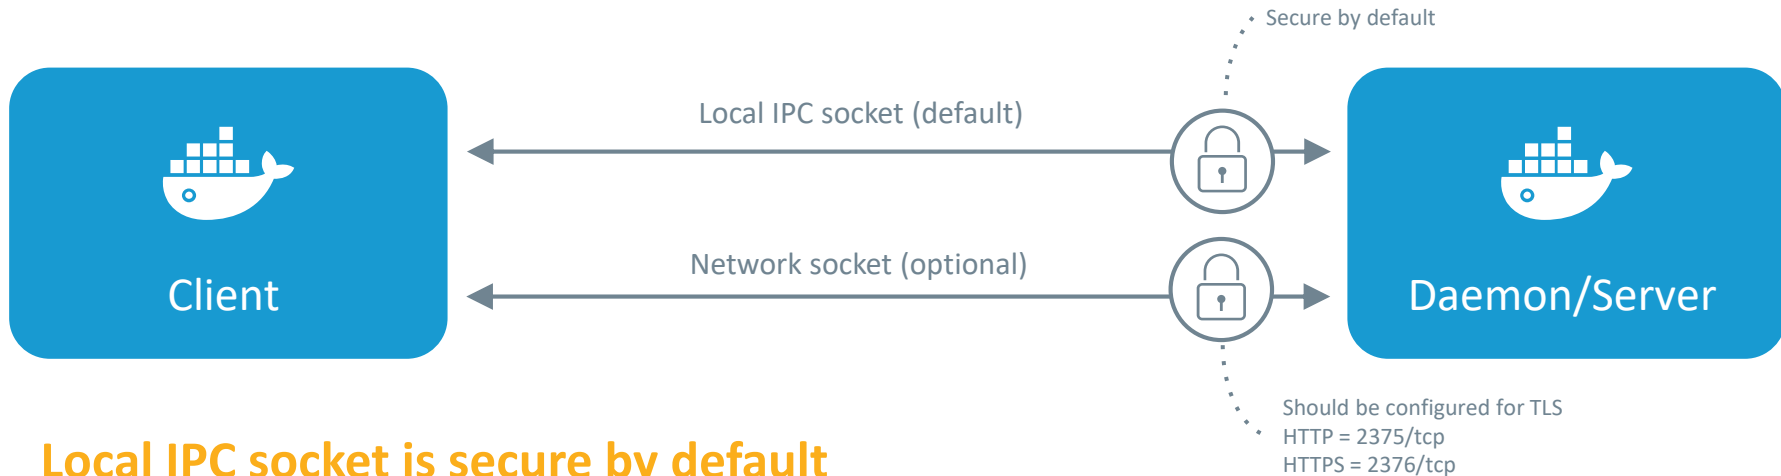 Secure by default
Local IPC socket (default)
Network socket (optional)
Client
Daemon/Server
Should be configured for TLS
HTTP = 2375/tcp
HTTPS = 2376/tcp
Local IPC socket is secure by default